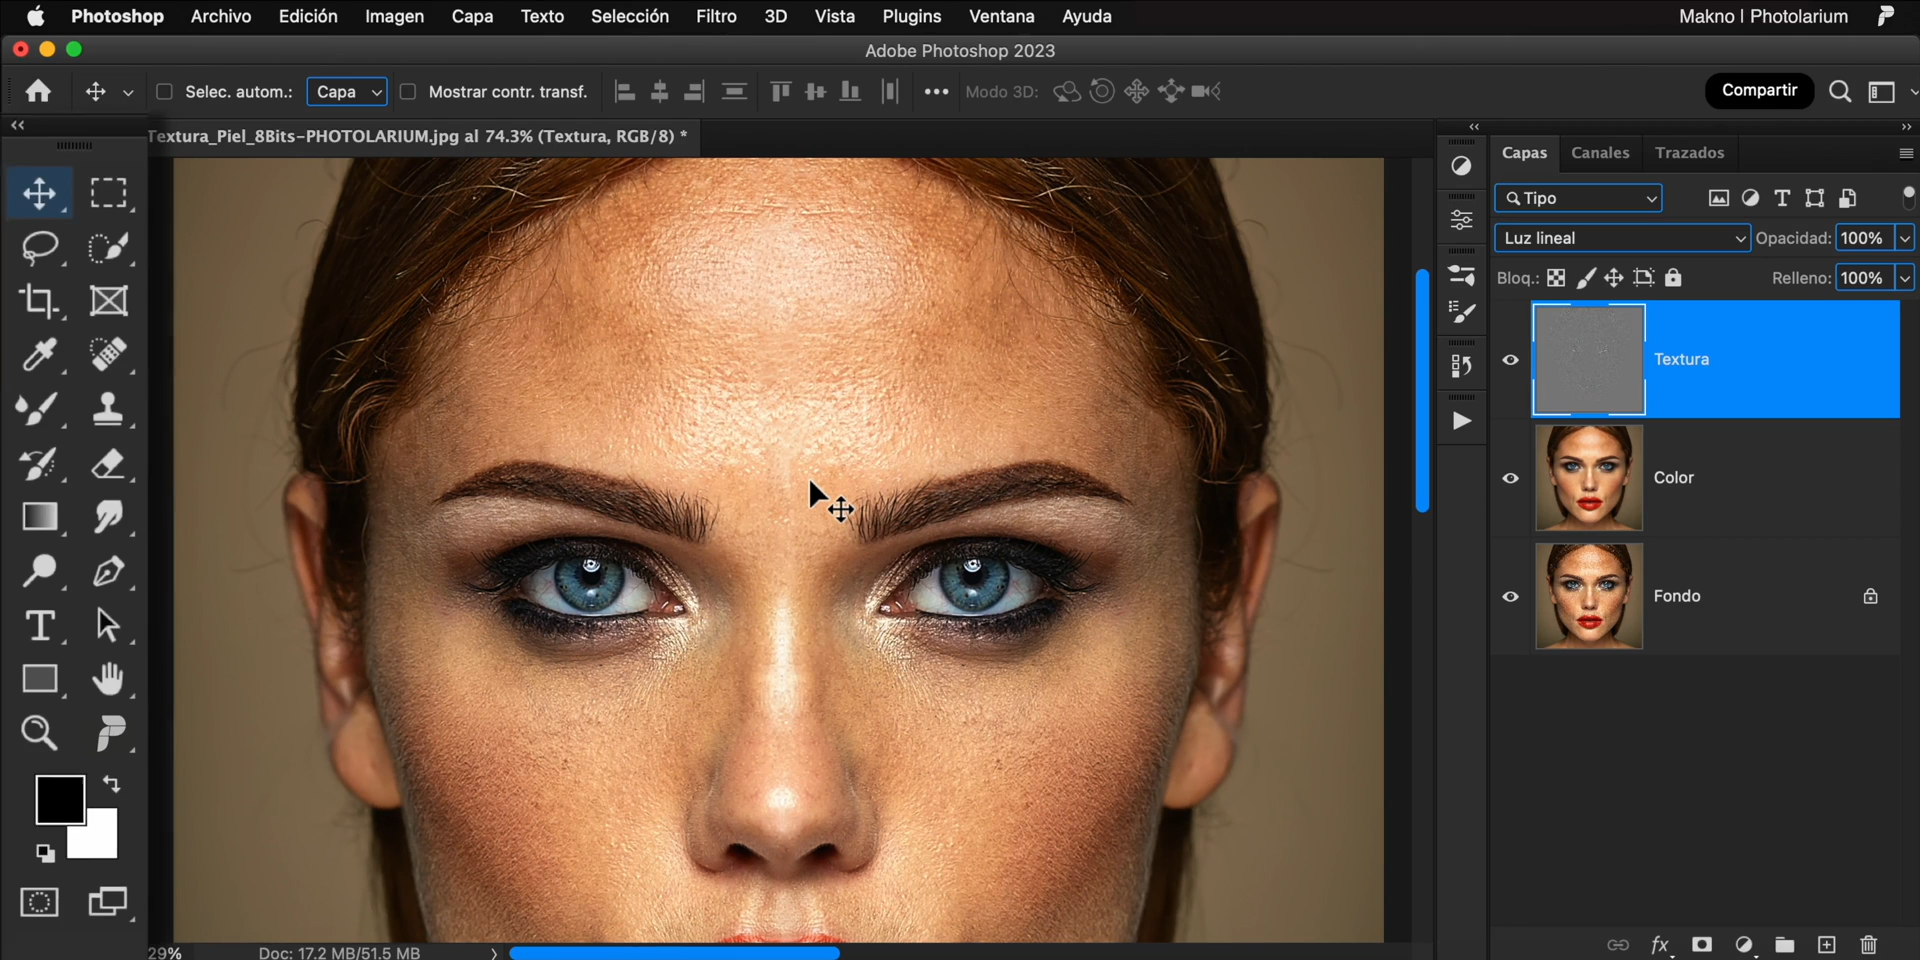 Photoshop Archivo Edición Imagen Capa Texto Selección Filtro 3D Vista Plugins Ventana Ayuda Makno | Photolarium
Adobe Photoshop 2023
Selec. autom.: Capa Mostrar contr. transf. ••• Modo 3D: Compartir
Textura_Piel_8Bits-PHOTOLARIUM.jpg al 74.3% (Textura, RGB/8) *
Capas Canales Trazados
Tipo
Luz lineal Opacidad: 100%
Bloq.: Relleno: 100%
Textura
Color
Fondo
29% Doc: 17.2 MB/51.5 MB
fx